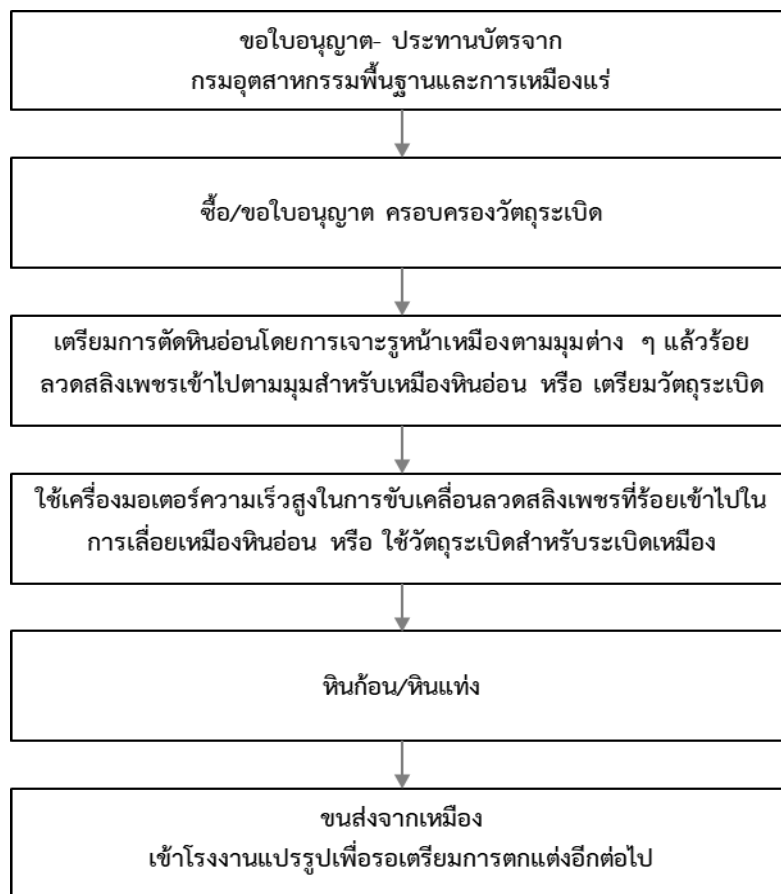 ขอใบอนุญาต- ประทานบัตรจาก
กรมอุตสาหกรรมพื้นฐานและการเหมืองแร่
ซื้อ/ขอใบอนุญาต ครอบครองวัตถุระเบิด
เตรียมการตัดหินอ่อนโดยการเจาะรูหน้าเหมืองตามมุมต่าง ๆ แล้วร้อย
ลวดสลิงเพชรเข้าไปตามมุมสำหรับเหมืองหินอ่อน หรือ เตรียมวัตถุระเบิด
ใช้เครื่องมอเตอร์ความเร็วสูงในการขับเคลื่อนลวดสลิงเพชรที่ร้อยเข้าไปใน
การเลื่อยเหมืองหินอ่อน หรือ ใช้วัตถุระเบิดสำหรับระเบิดเหมือง
หินก้อน/หินแท่ง
ขนส่งจากเหมือง
เข้าโรงงานแปรรูปเพื่อรอเตรียมการตกแต่งอีกต่อไป